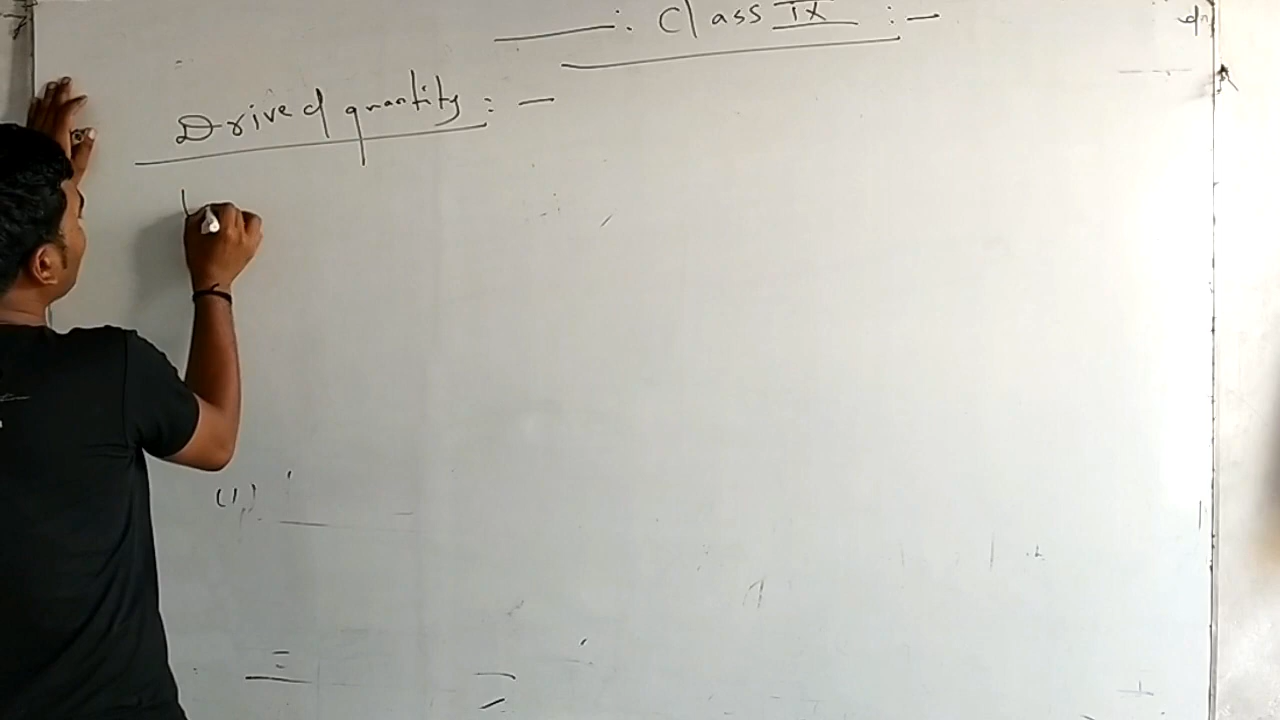 : Class IX : -
Drived quantity : -
(1)